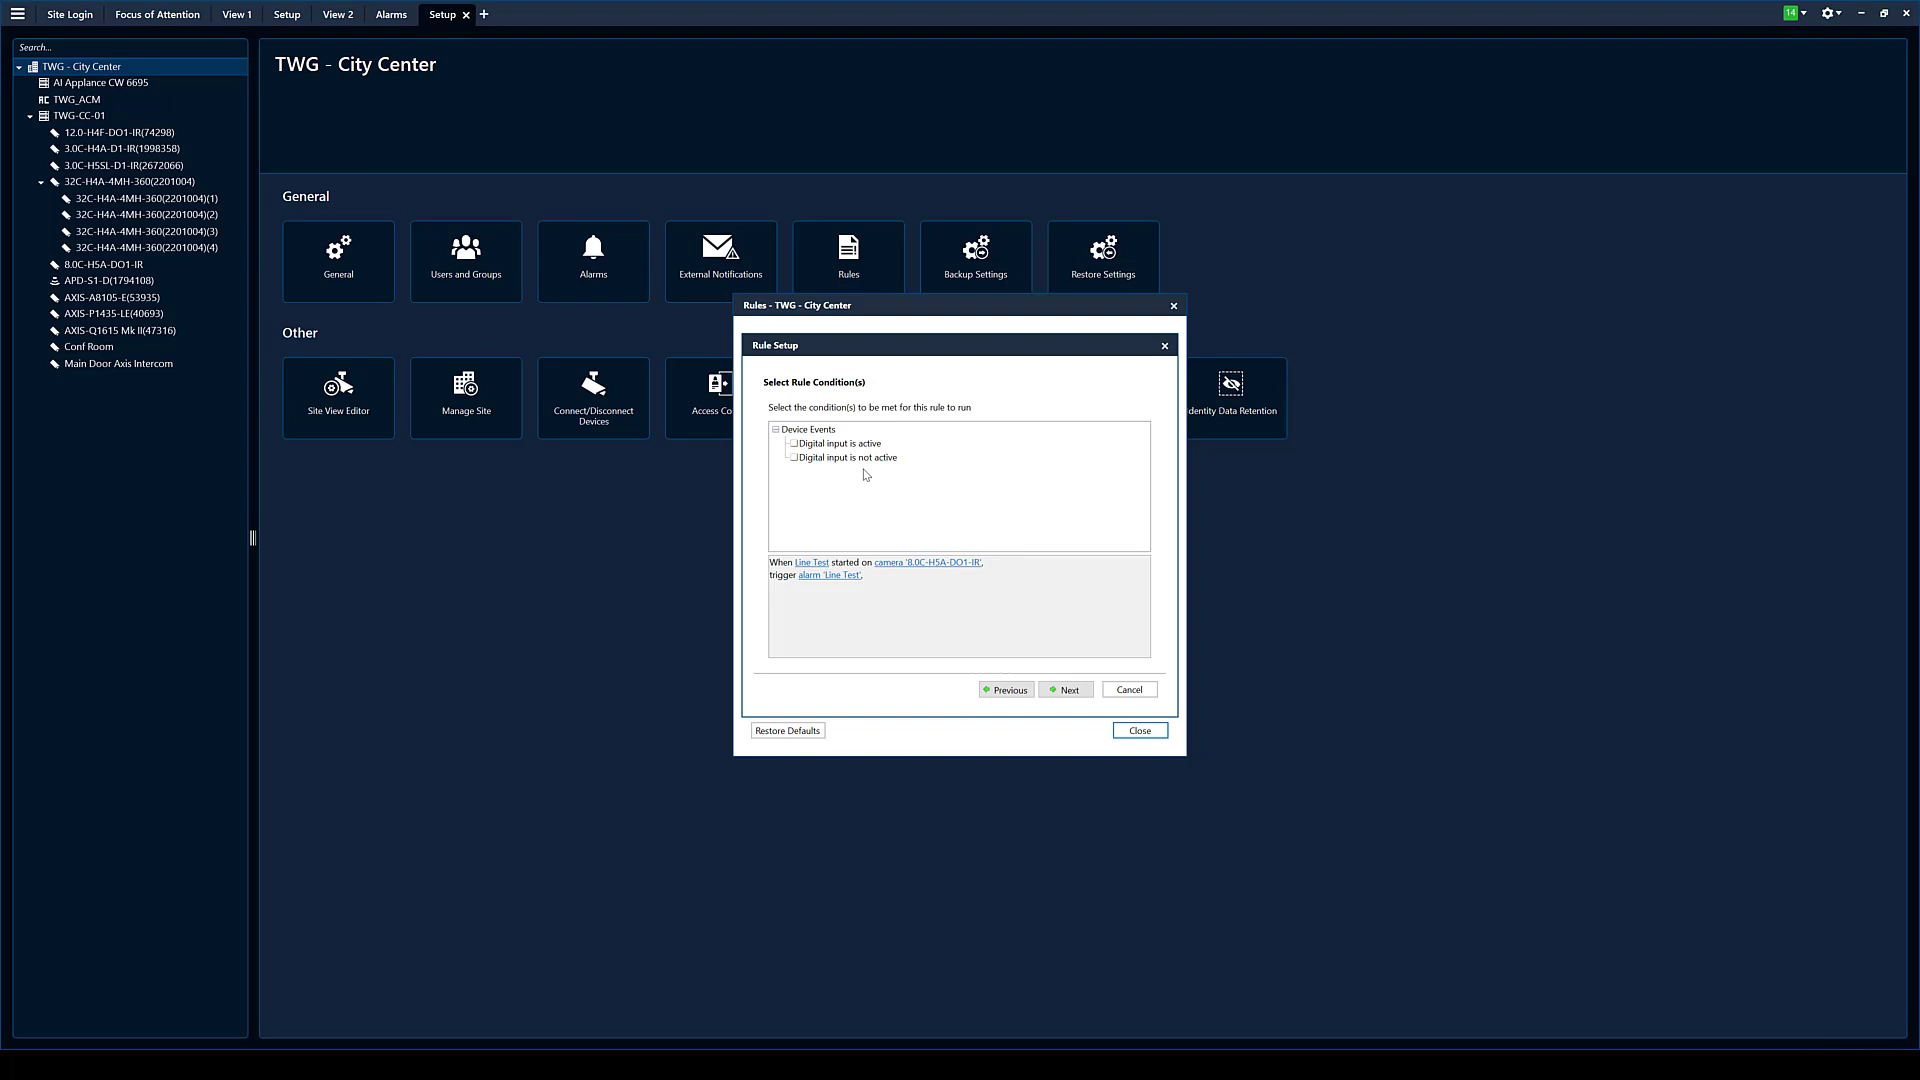 Site Login
Focus of Attention
View 1
Setup
View 2
Alarms
Setup
14
Search...
TWG - City Center
AI Applance CW 6695
TWG_ACM
TWG-CC-01
12.0-H4F-DO1-IR(74298)
3.0C-H4A-D1-IR(1998358)
3.0C-H5SL-D1-IR(2672066)
32C-H4A-4MH-360(2201004)
32C-H4A-4MH-360(2201004)(1)
32C-H4A-4MH-360(2201004)(2)
32C-H4A-4MH-360(2201004)(3)
32C-H4A-4MH-360(2201004)(4)
8.0C-H5A-DO1-IR
APD-S1-D(1794108)
AXIS-A8105-E(53935)
AXIS-P1435-LE(40693)
AXIS-Q1615 Mk II(47316)
Conf Room
Main Door Axis Intercom
TWG - City Center
General
General
Users and Groups
Alarms
External Notifications
Rules
Backup Settings
Restore Settings
Other
Site View Editor
Manage Site
Connect/Disconnect
Devices
Access Co
dentity Data Retention
Rules - TWG - City Center
Rule Setup
Select Rule Condition(s)
Select the condition(s) to be met for this rule to run
Device Events
Digital input is active
Digital input is not active
When Line Test started on camera '8.0C-H5A-DO1-IR',
trigger alarm 'Line Test',
Previous
Next
Cancel
Restore Defaults
Close